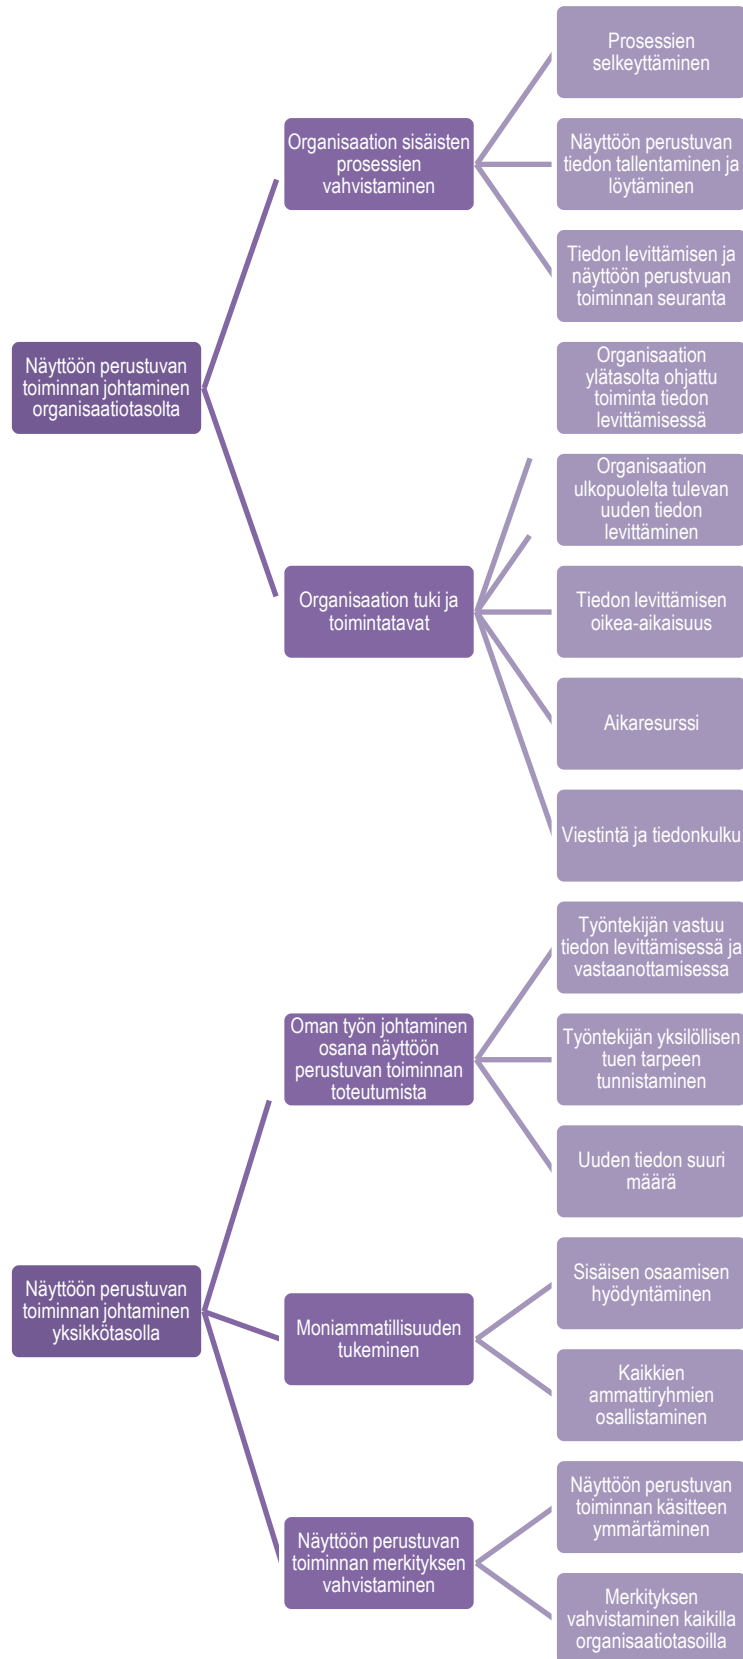 Prosessien
selkeyttäminen
Organisaation sisäisten
prosessien
vahvistaminen
Näyttöön perustuvan
tiedon tallentaminen ja
löytäminen
Tiedon levittämisen ja
näyttöön perustvuan
toiminnan seuranta
Näyttöön perustuvan
toiminnan johtaminen
organisaatiotasolta
Organisaation
ylätasolta ohjattu
toiminta tiedon
levittämisessä
Organisaation
ulkopuolelta tulevan
uuden tiedon
levittäminen
Organisaation tuki ja
toimintatavat
Tiedon levittämisen
oikea-aikaisuus
Aikaresurssi
Viestintä ja tiedonkulku
Työntekijän vastuu
tiedon levittämisessä ja
vastaanottamisessa
Oman työn johtaminen
osana näyttöön
perustuvan toiminnan
toteutumista
Työntekijän yksilöllisen
tuen tarpeen
tunnistaminen
Uuden tiedon suuri
määrä
Näyttöön perustuvan
toiminnan johtaminen
yksikkötasolla
Sisäisen osaamisen
hyödyntäminen
Moniammatillisuuden
tukeminen
Kaikkien
ammattiryhmien
osallistaminen
Näyttöön perustuvan
toiminnan käsitteen
ymmärtäminen
Näyttöön perustuvan
toiminnan merkityksen
vahvistaminen
Merkityksen
vahvistaminen kaikilla
organisaatiotasoilla